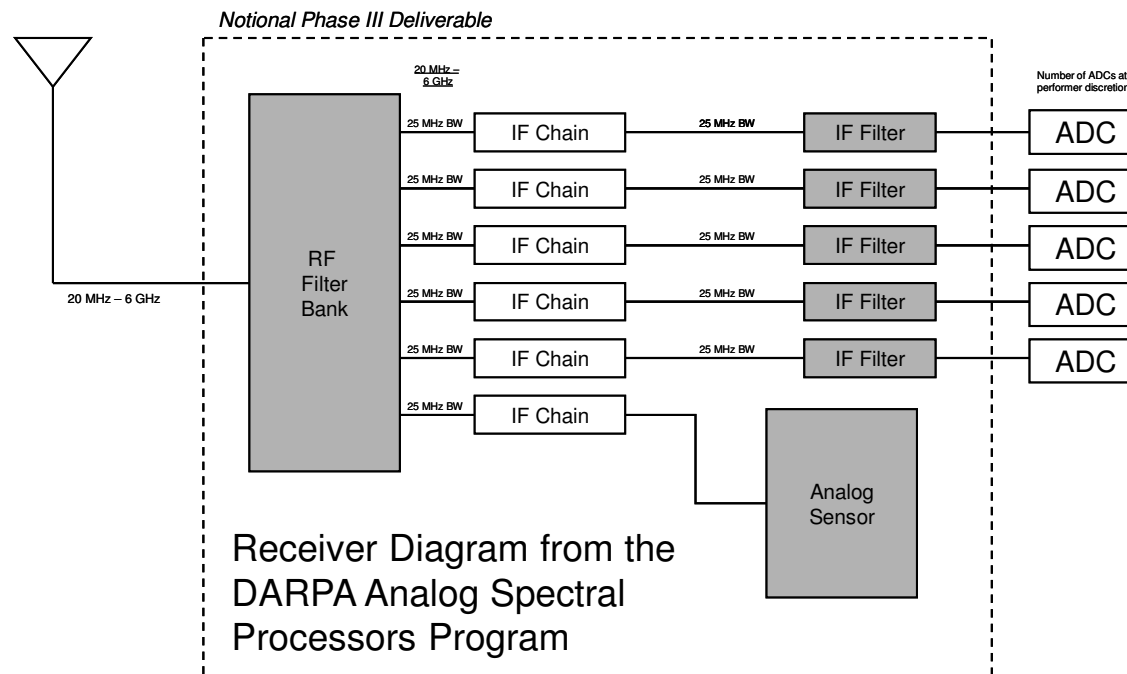 Notional Phase III Deliverable
20 MHz –
6 GHz
Number of ADCs at
performer discretion
25 MHz BW
IF Chain
25 MHz BW
IF Filter
ADC
25 MHz BW
IF Chain
25 MHz BW
IF Filter
ADC
25 MHz BW
IF Chain
25 MHz BW
IF Filter
ADC
RF
Filter
Bank
20 MHz – 6 GHz
25 MHz BW
IF Chain
25 MHz BW
IF Filter
ADC
25 MHz BW
IF Chain
25 MHz BW
IF Filter
ADC
25 MHz BW
IF Chain
Analog
Sensor
Receiver Diagram from the
DARPA Analog Spectral
Processors Program